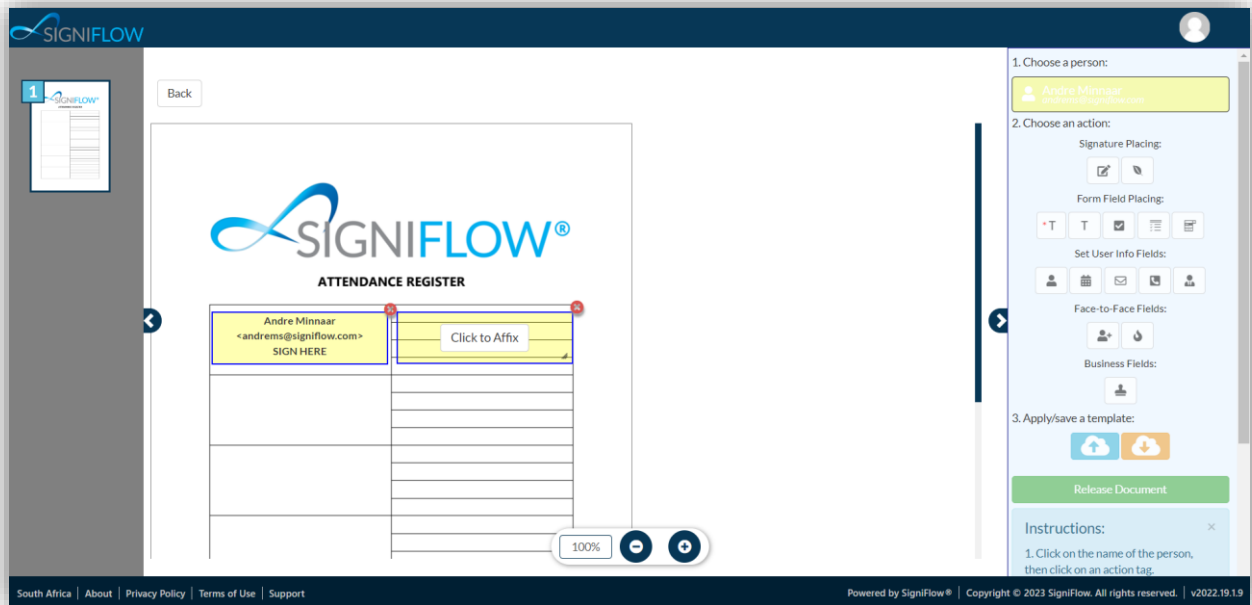 SIGNIFLOW
1
SIGNIFLOW®
Back
SIGNIFLOW®
ATTENDANCE REGISTER
Andre Minnaar
<andrems@signiflow.com>
SIGN HERE
Click to Affix
100%
1. Choose a person:
Andre Minnaar
andrems@signiflow.com
2. Choose an action:
Signature Placing:
Form Field Placing:
* T
T
Set User Info Fields:
Face-to-Face Fields:
Business Fields:
3. Apply/save a template:
Release Document
Instructions:
×
1. Click on the name of the person,
then click on an action tag.
South Africa | About | Privacy Policy | Terms of Use | Support
Powered by SigniFlow® | Copyright © 2023 SigniFlow. All rights reserved. | v2022.19.1.9